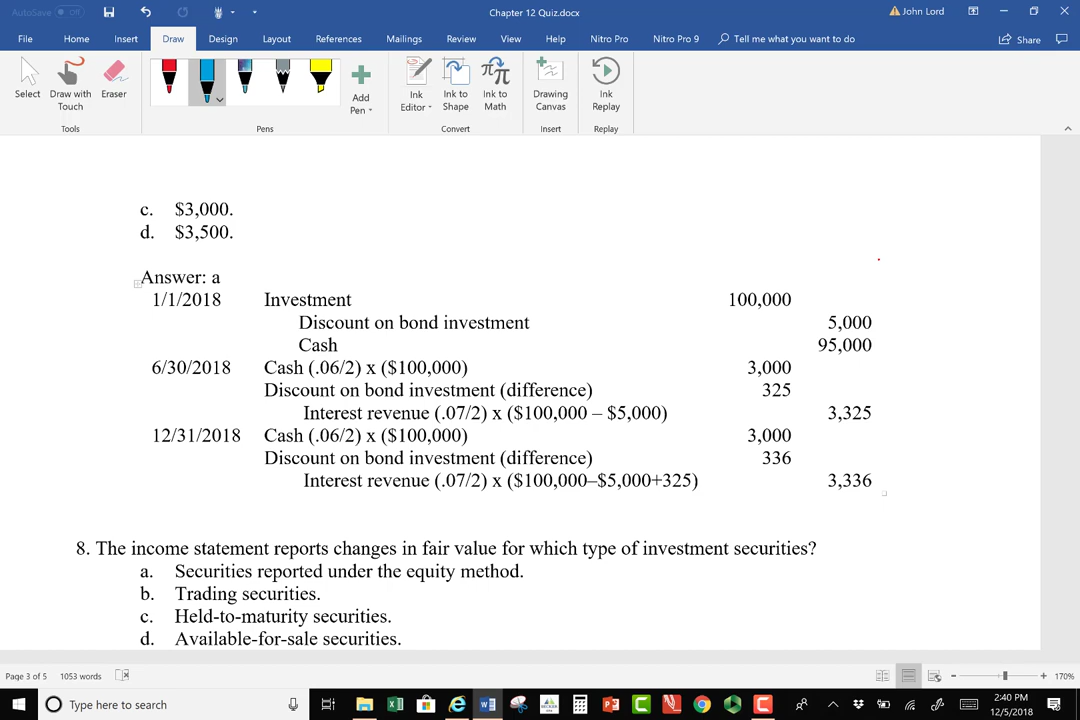 AutoSave Off
Chapter 12 Quiz.docx
John Lord
File Home Insert Draw Design Layout References Mailings Review View Help Nitro Pro Nitro Pro 9 Tell me what you want to do Share
Select Draw with Touch Eraser Add Pen Ink Editor Ink to Shape Ink to Math Drawing Canvas Ink Replay
Tools Pens Convert Insert Replay
c. $3,000.
d. $3,500.
Answer: a
1/1/2018 Investment 100,000
Discount on bond investment 5,000
Cash 95,000
6/30/2018 Cash (.06/2) x ($100,000) 3,000
Discount on bond investment (difference) 325
Interest revenue (.07/2) x ($100,000 – $5,000) 3,325
12/31/2018 Cash (.06/2) x ($100,000) 3,000
Discount on bond investment (difference) 336
Interest revenue (.07/2) x ($100,000–$5,000+325) 3,336
8. The income statement reports changes in fair value for which type of investment securities?
a. Securities reported under the equity method.
b. Trading securities.
c. Held-to-maturity securities.
d. Available-for-sale securities.
Page 3 of 5 1053 words 170%
Type here to search
2:40 PM
12/5/2018